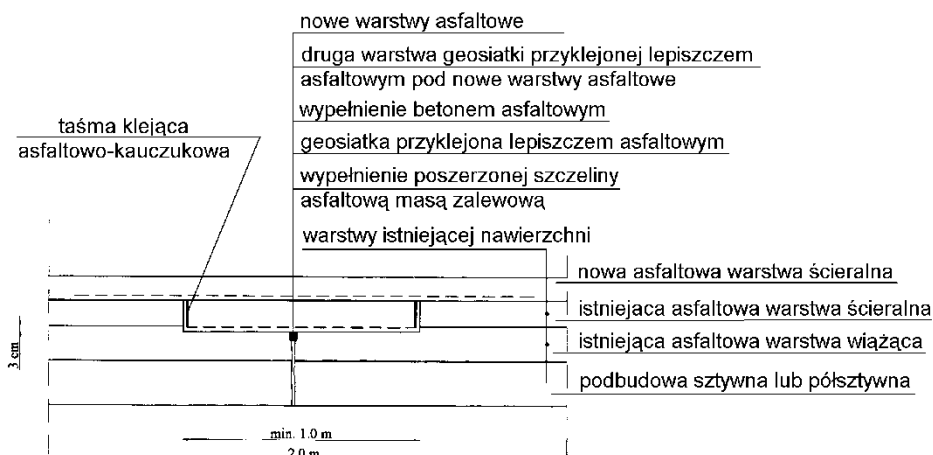 nowe warstwy asfaltowe
druga warstwa geosiatki przyklejonej lepiszczem
asfaltowym pod nowe warstwy asfaltowe
wypełnienie betonem asfaltowym
taśma klejąca
asfaltowo-kauczukowa
geosiatka przyklejona lepiszczem asfaltowym
wypełnienie poszerzonej szczeliny
asfaltową masą zalewową
warstwy istniejącej nawierzchni
nowa asfaltowa warstwa ścieralna
istniejaca asfaltowa warstwa ścieralna
istniejąca asfaltowa warstwa wiążąca
podbudowa sztywna lub półsztywna
3 cm
min. 1.0 m
2.0 m